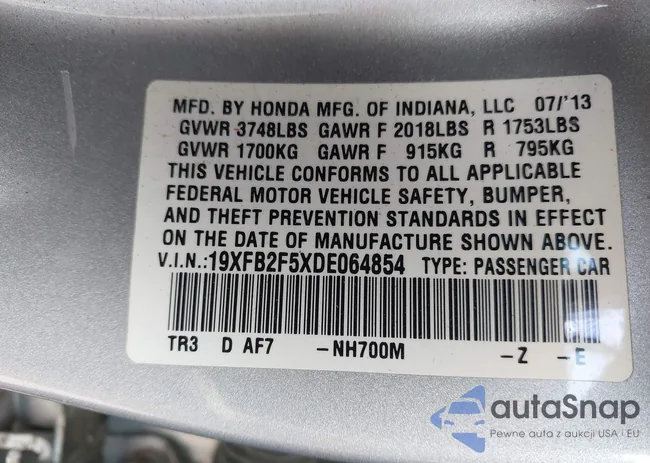 MFD. BY HONDA MFG. OF INDIANA, LLC 07/'13
GVWR 3748LBS GAWR F 2018LBS R 1753LBS
GVWR 1700KG GAWR F 915KG R 795KG
THIS VEHICLE CONFORMS TO ALL APPLICABLE
FEDERAL MOTOR VEHICLE SAFETY, BUMPER,
AND THEFT PREVENTION STANDARDS IN EFFECT
ON THE DATE OF MANUFACTURE SHOWN ABOVE.
V.I.N.:19XFB2F5XDE064854 TYPE: PASSENGER CAR
TR3 D AF7 -NH700M -Z -E
autaSnap
Pewne auta z aukcji USA i EU